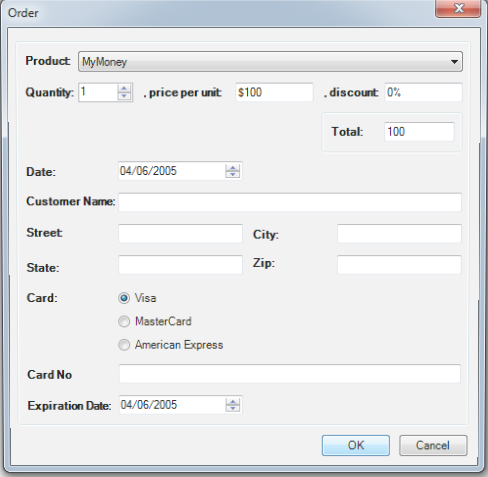 Order
Product: MyMoney
Quantity: 1 , price per unit: $100 , discount: 0%
Total: 100
Date: 04/06/2005
Customer Name:
Street: City:
State: Zip:
Card: Visa
MasterCard
American Express
Card No
Expiration Date: 04/06/2005
OK Cancel